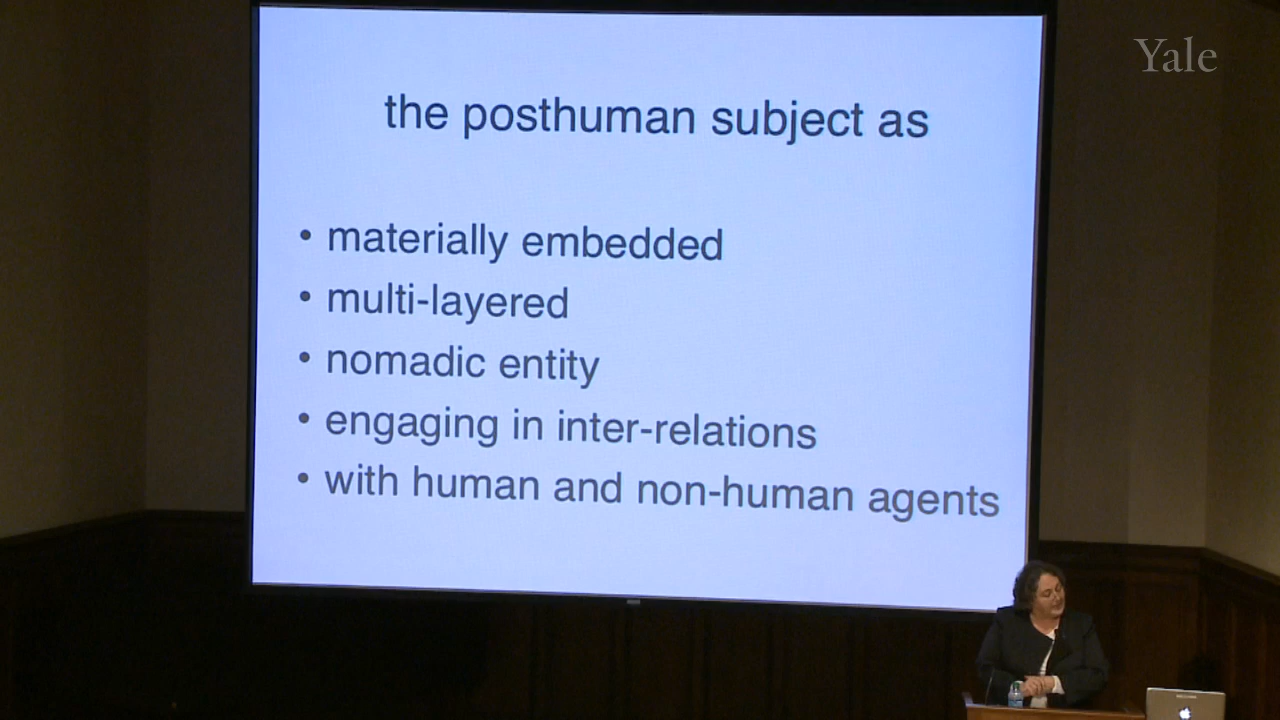 Yale
the posthuman subject as
• materially embedded
• multi-layered
• nomadic entity
• engaging in inter-relations
• with human and non-human agents